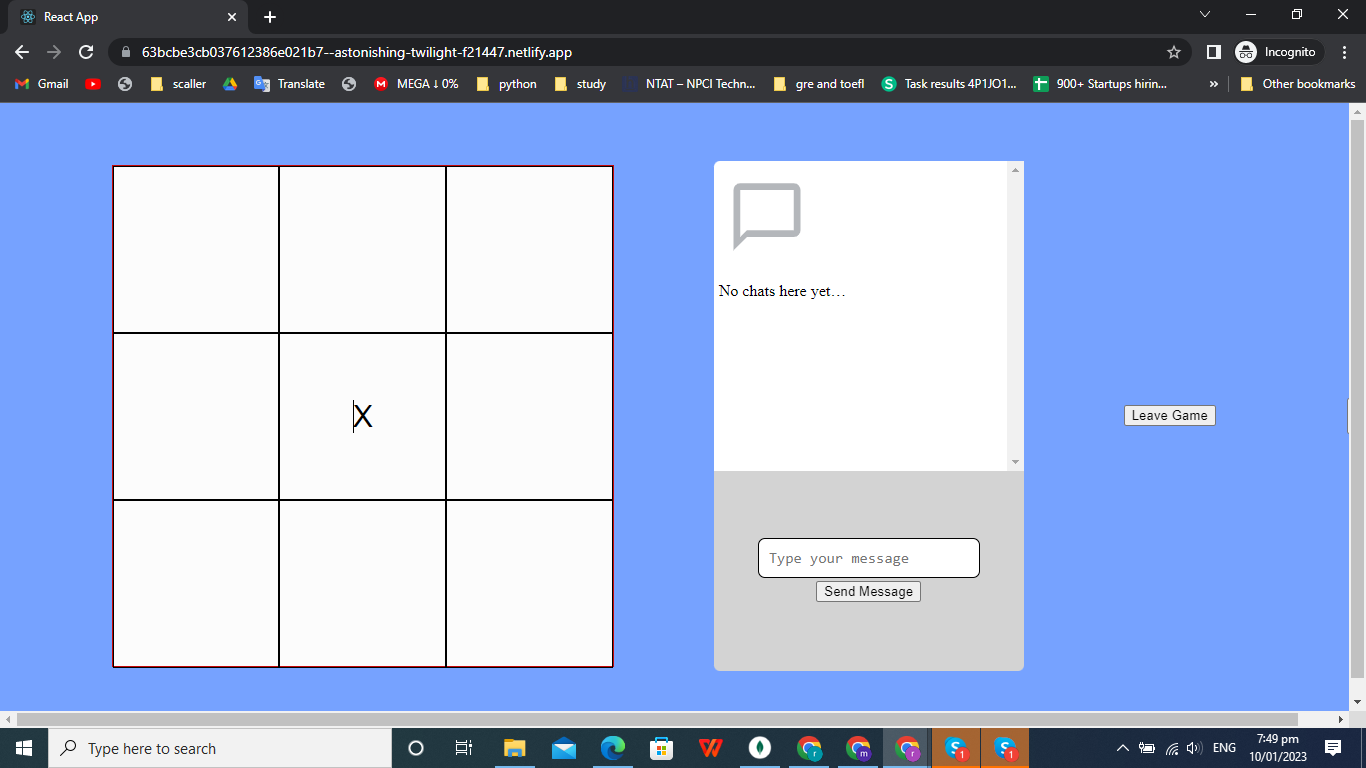 React App
63bcbe3cb037612386e021b7--astonishing-twilight-f21447.netlify.app
Incognito
Gmail
scaller
Translate
MEGA ↓ 0%
python
study
NTAT – NPCI Techn...
gre and toefl
Task results 4P1JO1...
900+ Startups hirin...
»
Other bookmarks
No chats here yet…
X
Leave Game
Type your message
Send Message
Type here to search
ENG
7:49 pm
10/01/2023